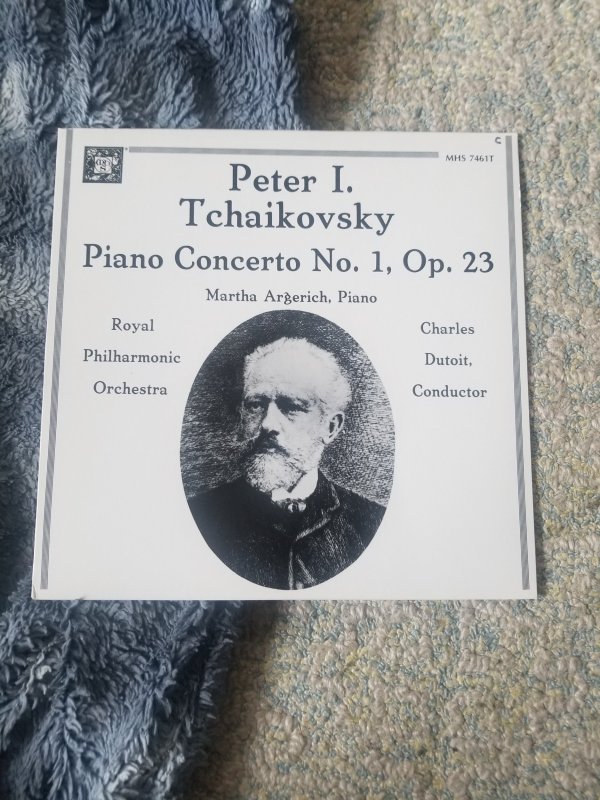 MHS 7461T
Peter I.
Tchaikovsky
Piano Concerto No. 1, Op. 23
Martha Argerich, Piano
Royal
Philharmonic
Orchestra
Charles
Dutoit,
Conductor